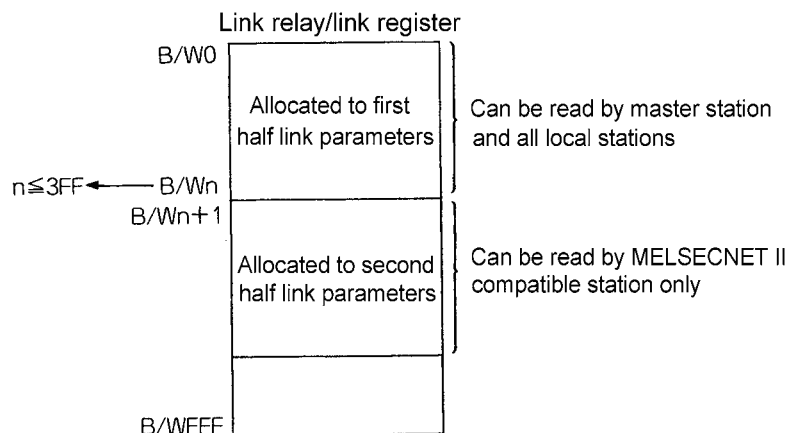 Link relay/link register
B/W0
Allocated to first
half link parameters
Can be read by master station
and all local stations
n≦3FF
B/Wn
B/Wn+1
Allocated to second
half link parameters
Can be read by MELSECNET II
compatible station only
B/WFFF